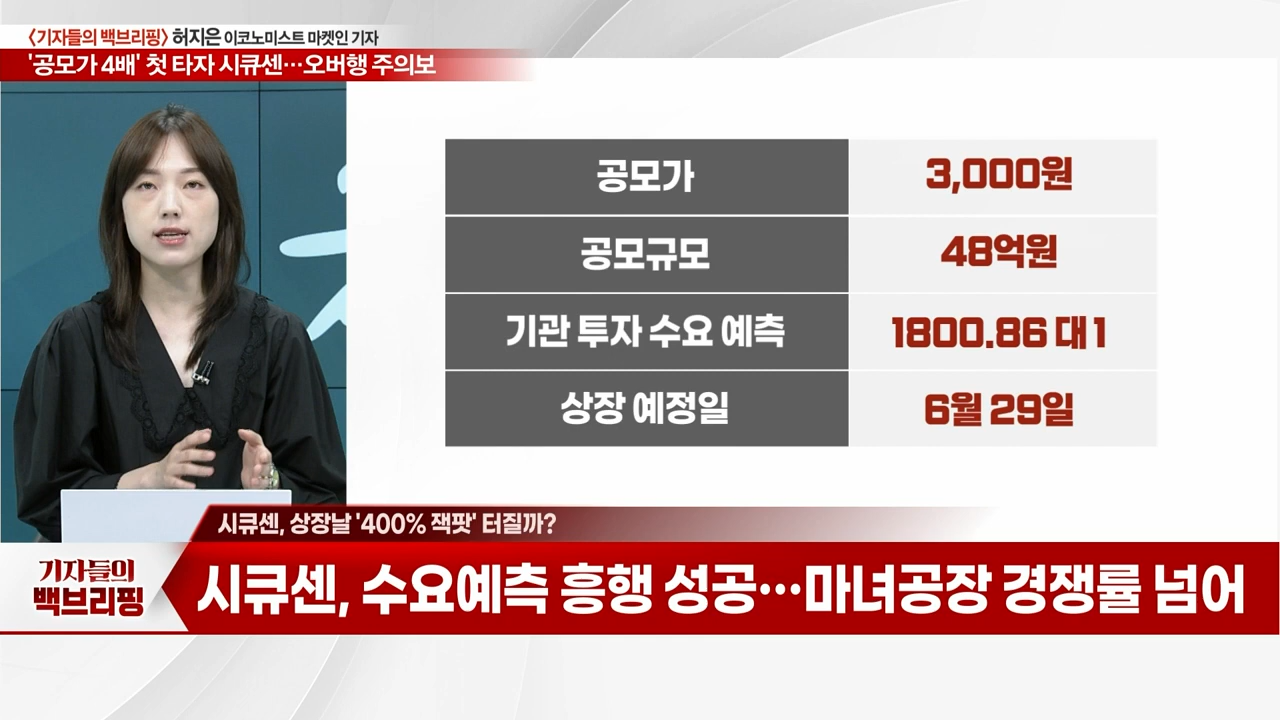 <기자들의 백브리핑> 허지은 이코노미스트 마켓인 기자
'공모가 4배' 첫 타자 시큐센…오버행 주의보
공모가 3,000원
공모규모 48억원
기관 투자 수요 예측 1800.86 대 1
상장 예정일 6월 29일
시큐센, 상장날 '400% 잭팟' 터질까?
기자들의
백브리핑
시큐센, 수요예측 흥행 성공…마녀공장 경쟁률 넘어